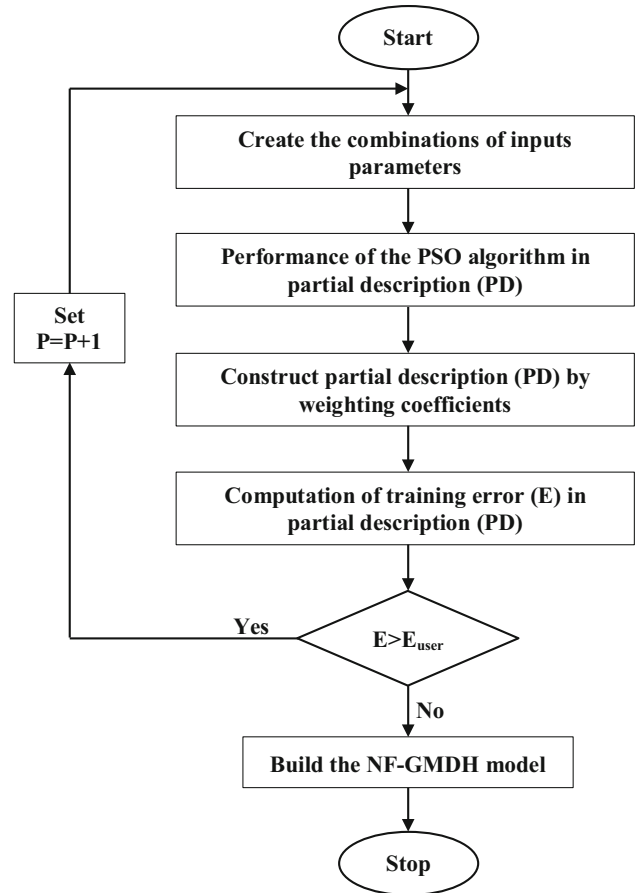 Start
Create the combinations of inputs
parameters
Performance of the PSO algorithm in
partial description (PD)
Set
P=P+1
Construct partial description (PD) by
weighting coefficients
Computation of training error (E) in
partial description (PD)
Yes
E>Euser
No
Build the NF-GMDH model
Stop